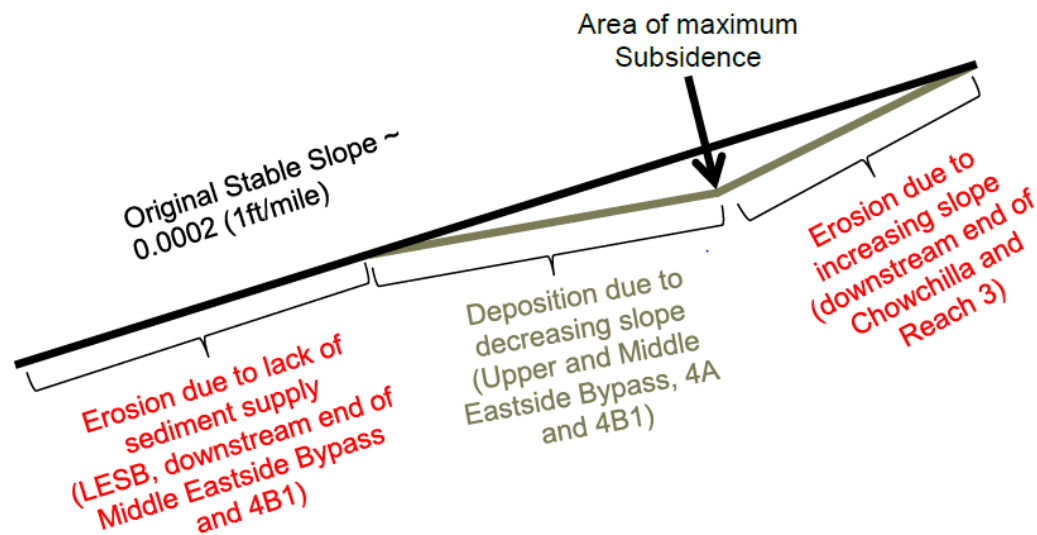 Area of maximum
Subsidence
Original Stable Slope ~
0.0002 (1ft/mile)
Erosion due to
increasing slope
(downstream end of
Chowchilla and
Reach 3)
Deposition due to
decreasing slope
(Upper and Middle
Eastside Bypass, 4A
and 4B1)
Erosion due to lack of
sediment supply
(LESB, downstream end of
Middle Eastside Bypass
and 4B1)